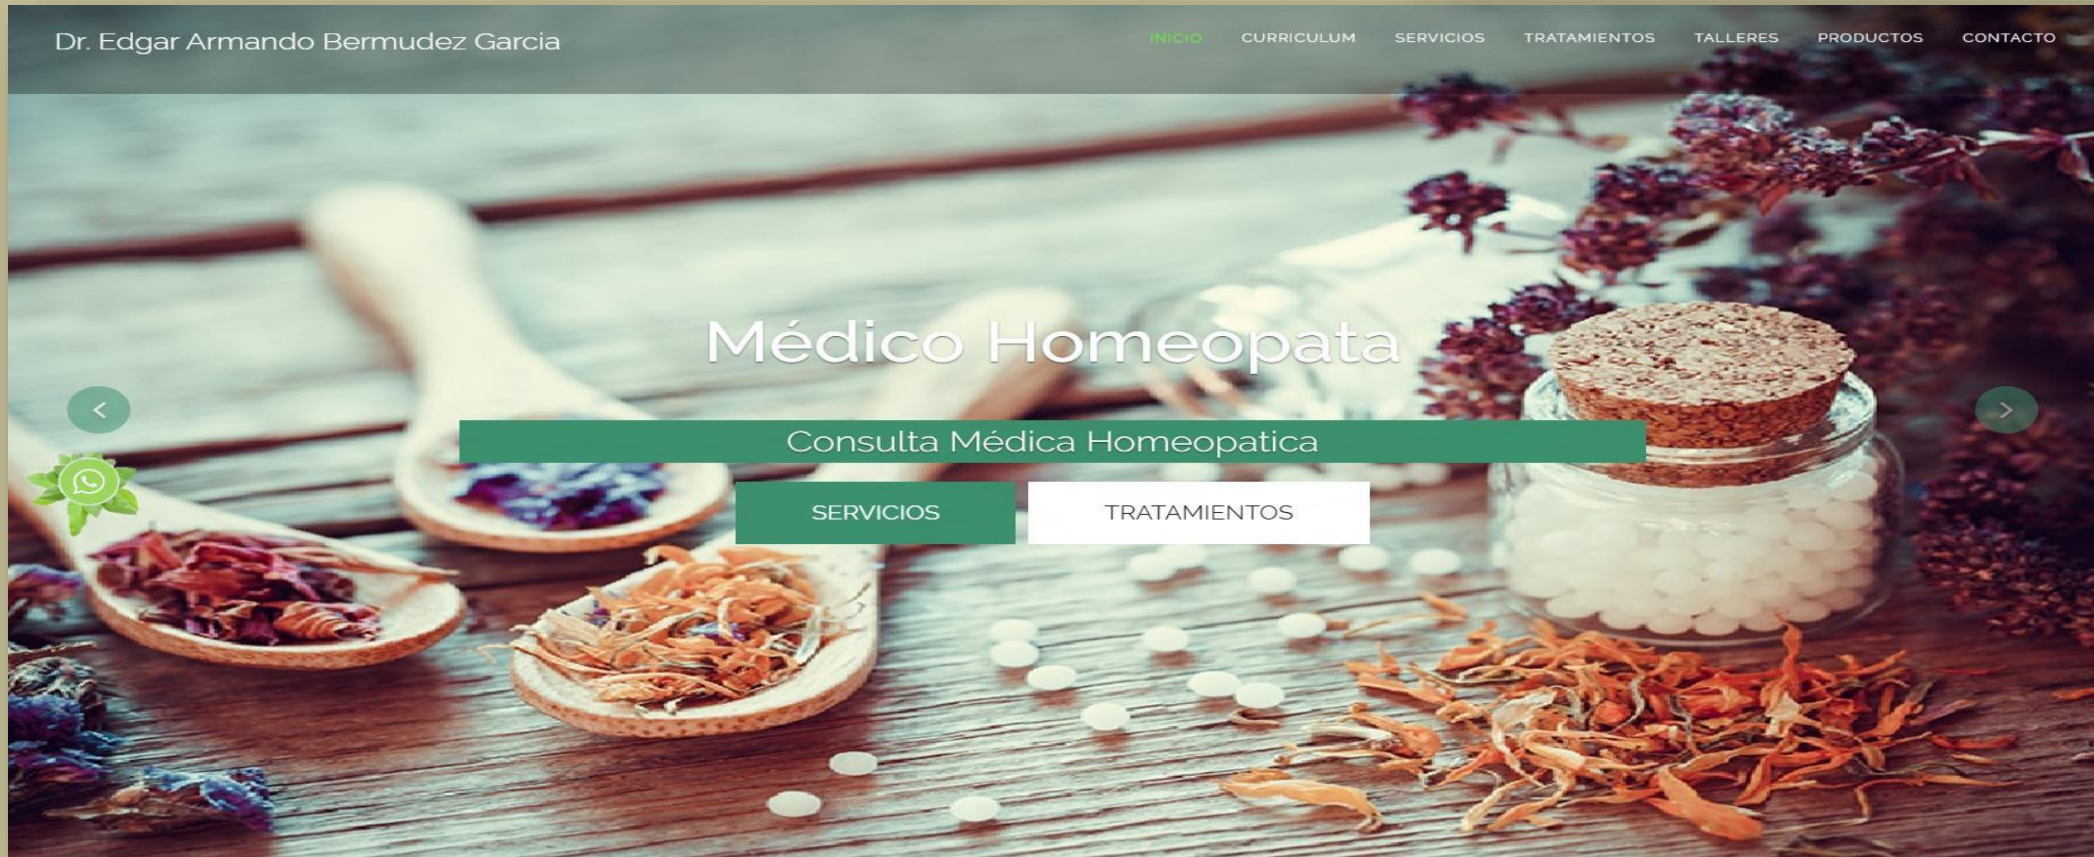 Dr. Edgar Armando Bermudez Garcia
INICIO CURRICULUM SERVICIOS TRATAMIENTOS TALLERES PRODUCTOS CONTACTO
Médico Homeopata
Consulta Médica Homeopatica
SERVICIOS TRATAMIENTOS